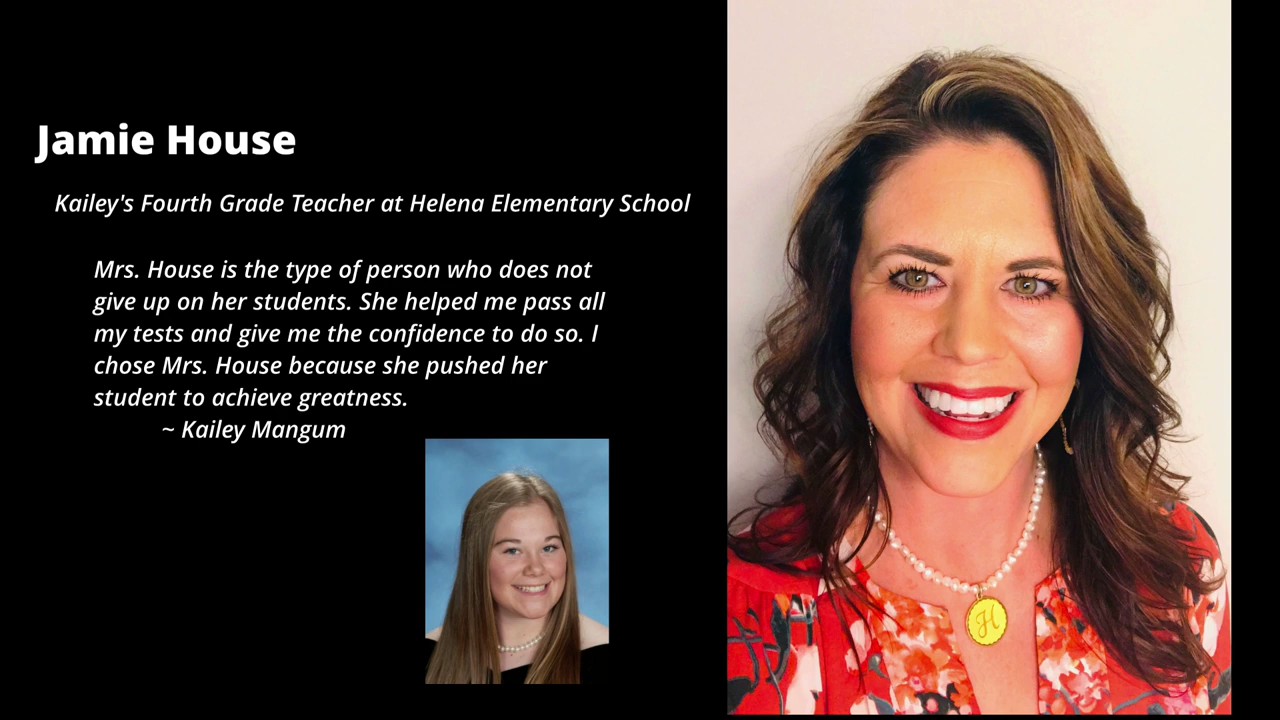 Jamie House
Kailey's Fourth Grade Teacher at Helena Elementary School
Mrs. House is the type of person who does not
give up on her students. She helped me pass all
my tests and give me the confidence to do so. I
chose Mrs. House because she pushed her
student to achieve greatness.
~ Kailey Mangum
H